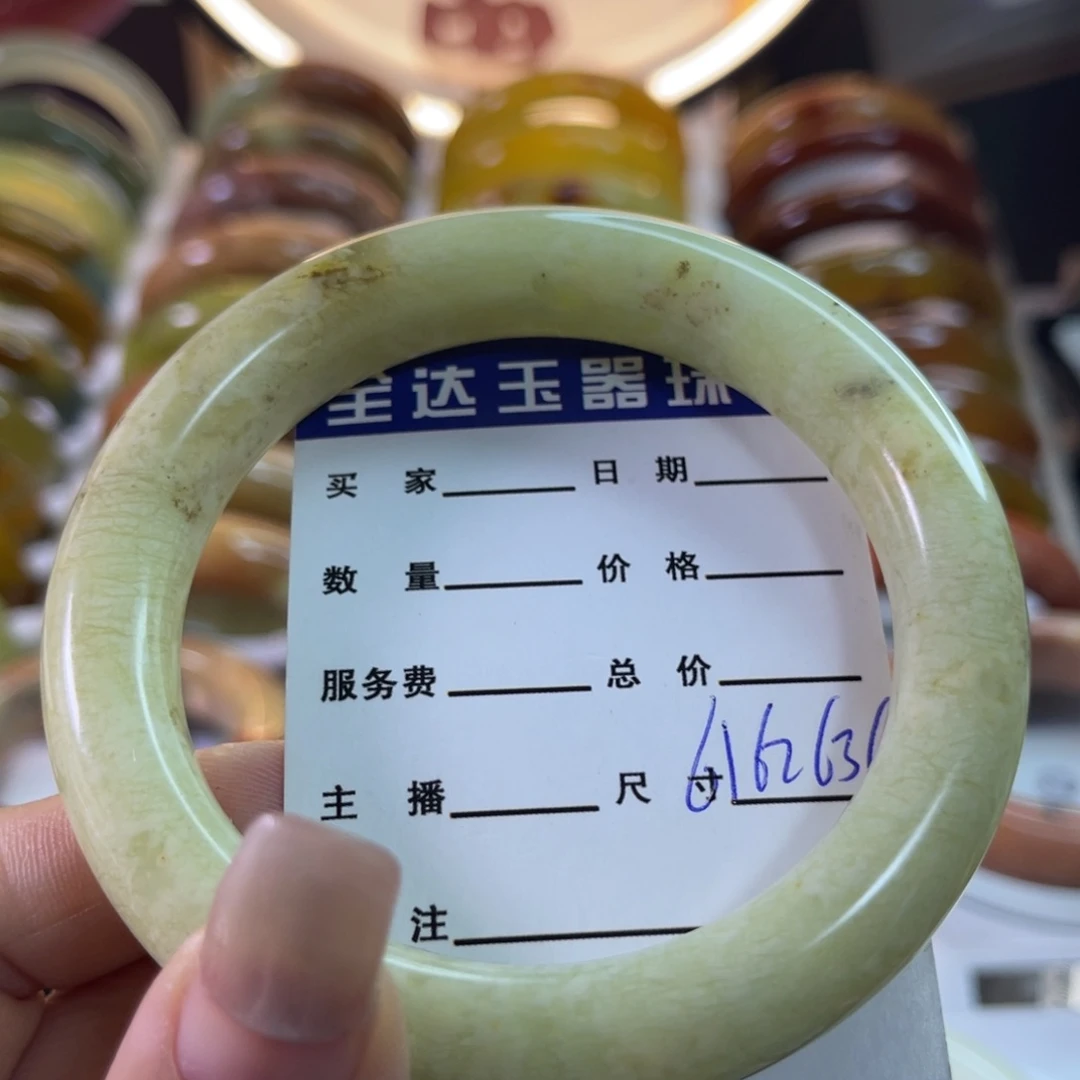 全达玉器珠
买 家 日 期
数 量 价 格
服务费 总 价
主 播 尺 寸 61 62 63
注